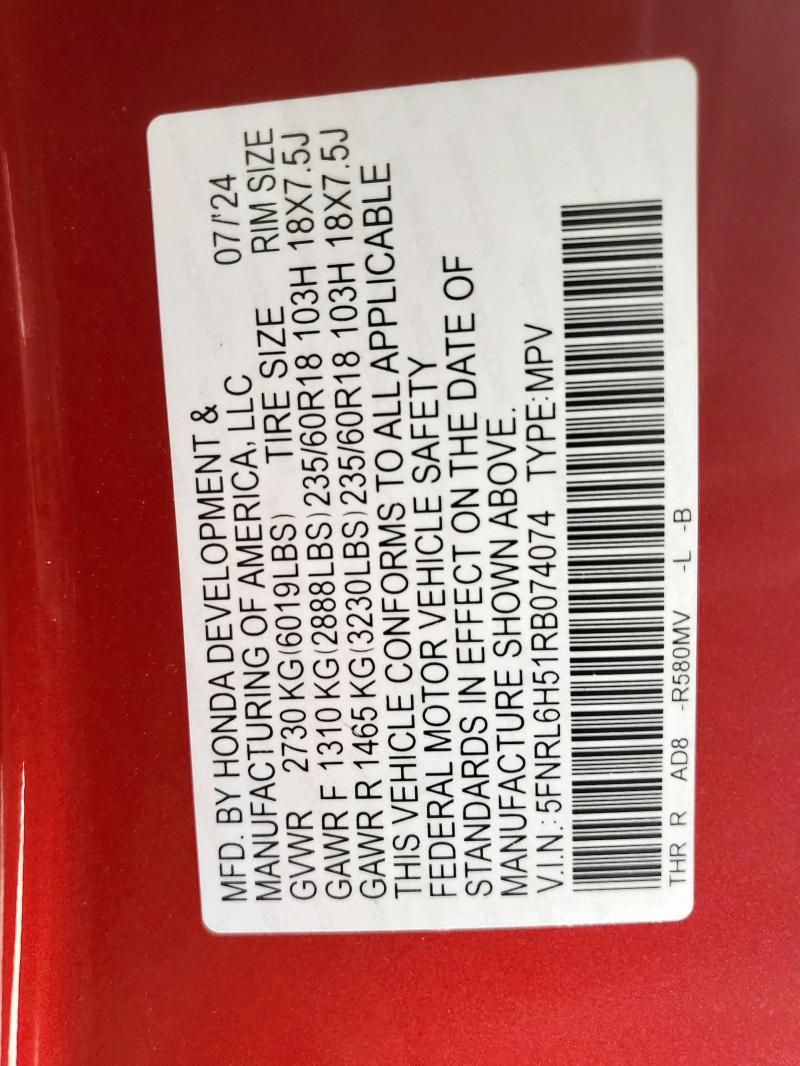 MFD. BY HONDA DEVELOPMENT &
MANUFACTURING OF AMERICA, LLC 07/'24
GVWR 2730 KG(6019LBS) TIRE SIZE RIM SIZE
GAWR F 1310 KG(2888LBS) 235/60R18 103H 18X7.5J
GAWR R 1465 KG(3230LBS) 235/60R18 103H 18X7.5J
THIS VEHICLE CONFORMS TO ALL APPLICABLE
FEDERAL MOTOR VEHICLE SAFETY
STANDARDS IN EFFECT ON THE DATE OF
MANUFACTURE SHOWN ABOVE.
V.I.N.: 5FNRL6H51RB074074 TYPE:MPV
THR R AD8 -R580MV -L -B